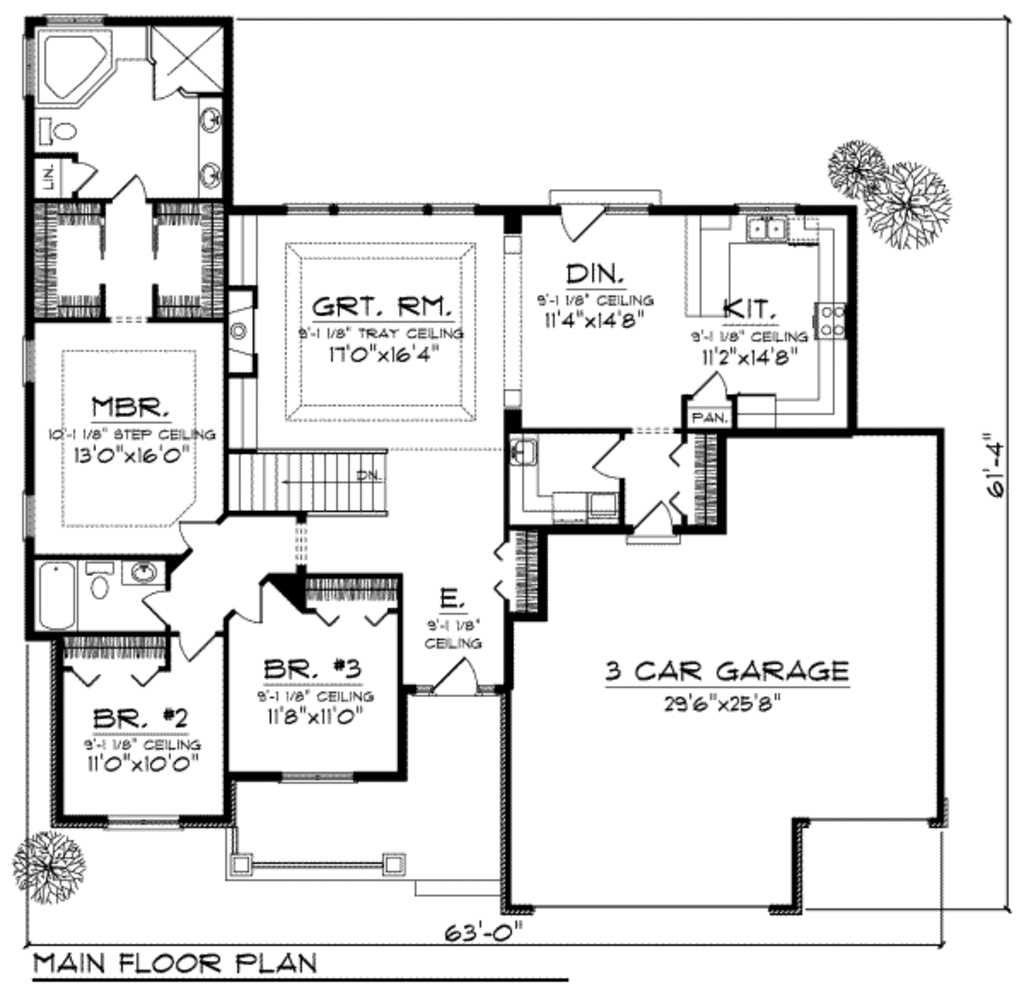 LIN.
GRT. RM.
9'-1 1/8" TRAY CEILING
17'0"x16'4"
DIN.
9'-1 1/8" CEILING
11'4"x14'8"
KIT.
9'-1 1/8" CEILING
11'2"x14'8"
MBR.
10'-1 1/8" STEP CEILING
13'0"x16'0"
PAN.
DN.
61'-4"
E.
9'-1 1/8"
CEILING
BR. #3
9'-1 1/8" CEILING
11'8"x11'0"
3 CAR GARAGE
29'6"x25'8"
BR. #2
9'-1 1/8" CEILING
11'0"x10'0"
63'-0"
MAIN FLOOR PLAN